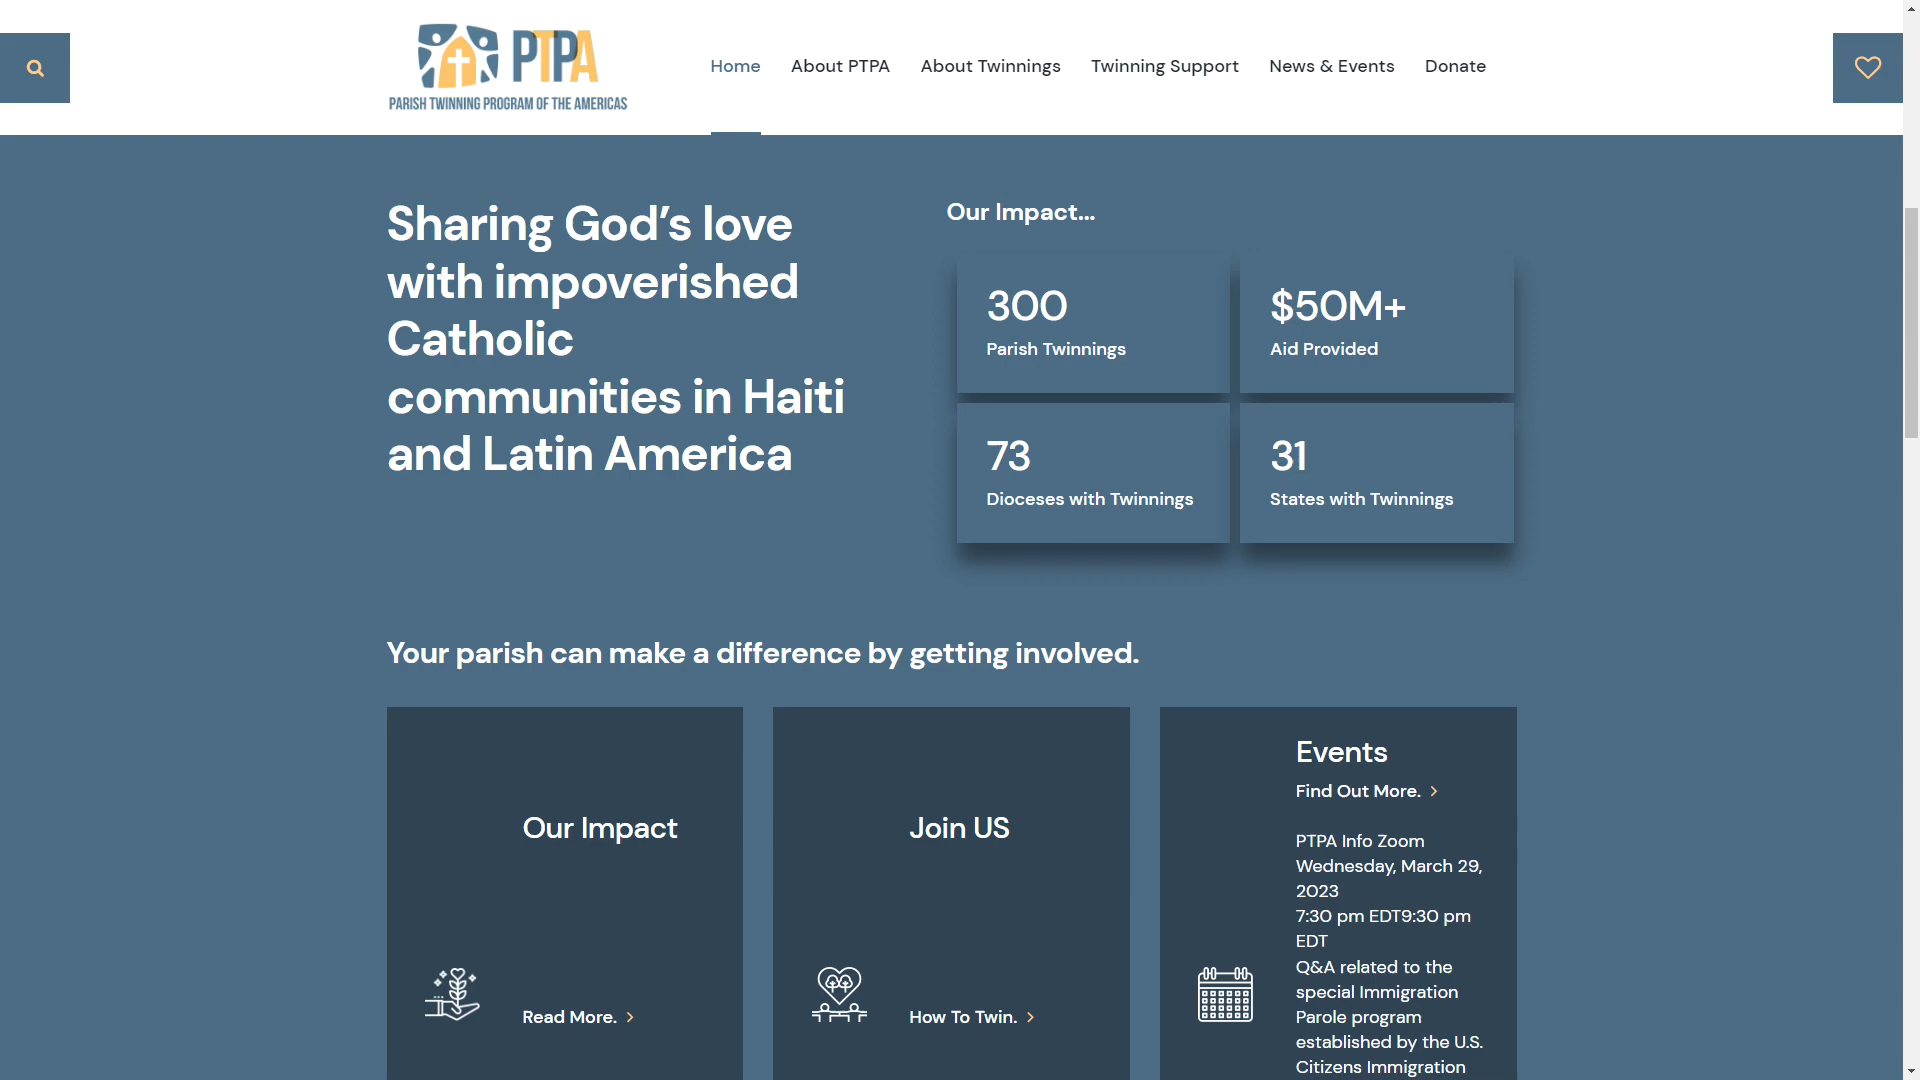 PTPA
PARISH TWINNING PROGRAM OF THE AMERICAS
Home
About PTPA
About Twinnings
Twinning Support
News & Events
Donate
Sharing God’s love
with impoverished
Catholic
communities in Haiti
and Latin America
Our Impact...
300
Parish Twinnings
$50M+
Aid Provided
73
Dioceses with Twinnings
31
States with Twinnings
Your parish can make a difference by getting involved.
Our Impact
Read More.
Join US
How To Twin.
Events
Find Out More.
PTPA Info Zoom
Wednesday, March 29,
2023
7:30 pm EDT9:30 pm
EDT
Q&A related to the
special Immigration
Parole program
established by the U.S.
Citizens Immigration